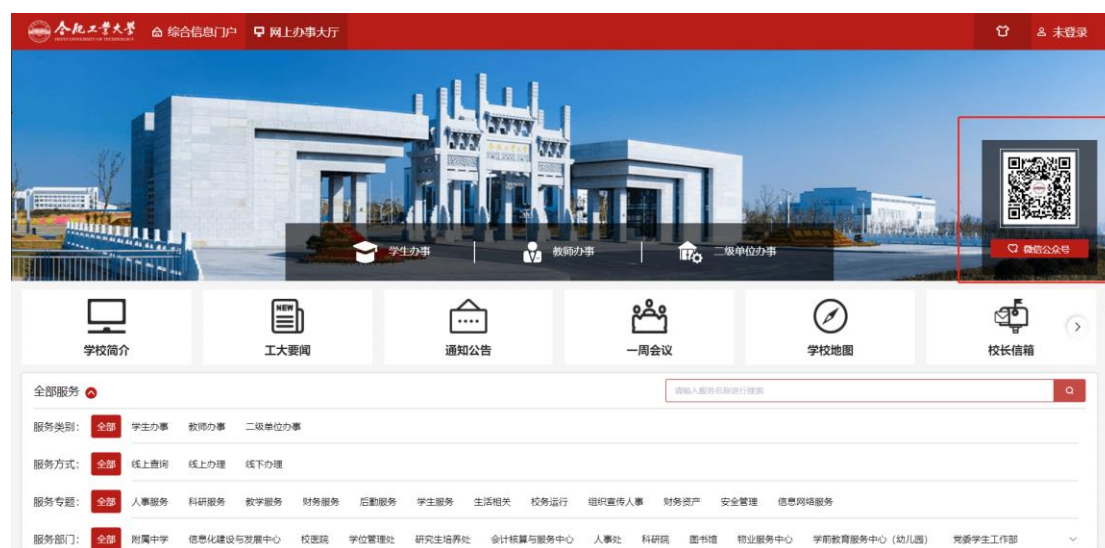 合肥工业大学 综合信息门户 网上办事大厅 未登录
学生办事 教师办事 二级单位办事
微信公众号
NEW
学校简介 工大要闻 通知公告 一周会议 学校地图 校长信箱
全部服务 请输入服务名称进行搜索
服务类别： 全部 学生办事 教师办事 二级单位办事
服务方式： 全部 线上查询 线上办理 线下办理
服务专题： 全部 人事服务 科研服务 教学服务 财务服务 后勤服务 学生服务 生活相关 校务运行 组织宣传人事 财务资产 安全管理 信息网络服务
服务部门： 全部 附属中学 信息化建设与发展中心 校医院 学位管理处 研究生培养处 会计核算与服务中心 人事处 科研院 图书馆 物业服务中心 学前教育服务中心（幼儿园） 党委学生工作部